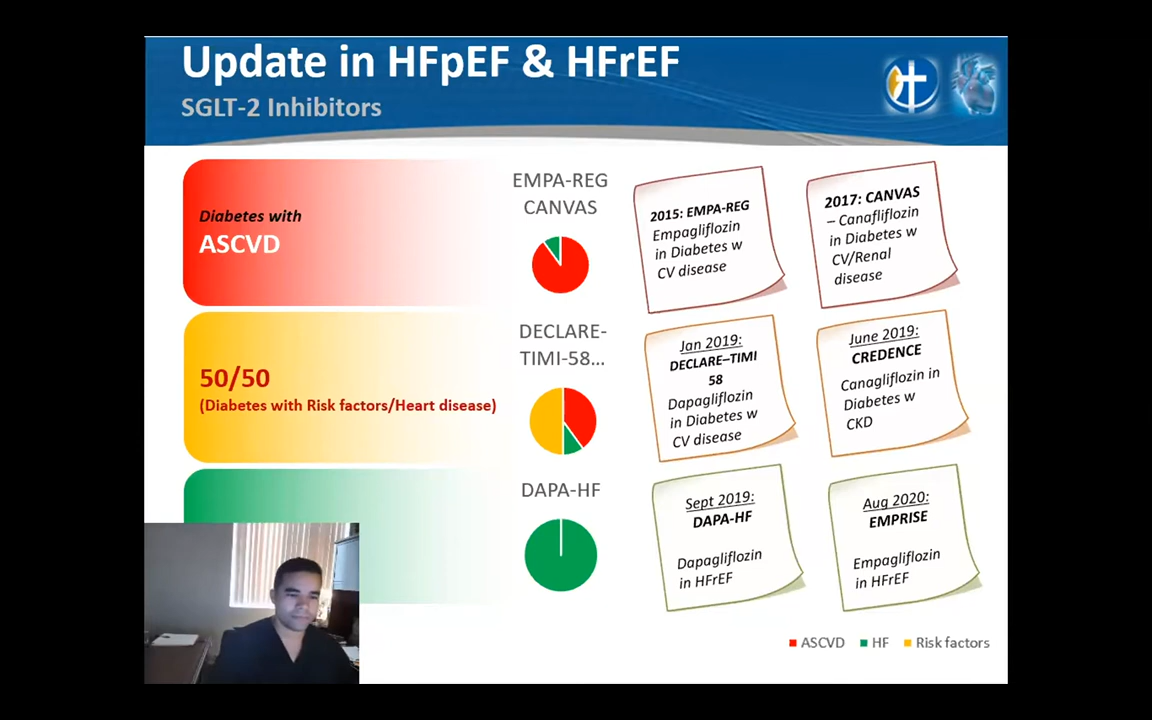 Update in HFpEF & HFrEF
SGLT-2 Inhibitors
Diabetes with
ASCVD
EMPA-REG
CANVAS
2015: EMPA-REG
Empagliflozin
in Diabetes w
CV disease
2017: CANVAS
– Canafliflozin
in Diabetes w
CV/Renal
disease
50/50
(Diabetes with Risk factors/Heart disease)
DECLARE-
TIMI-58...
Jan 2019:
DECLARE–TIMI
58
Dapagliflozin
in Diabetes w
CV disease
June 2019:
CREDENCE
Canagliflozin in
Diabetes w
CKD
DAPA-HF
Sept 2019:
DAPA-HF
Dapagliflozin
in HFrEF
Aug 2020:
EMPRISE
Empagliflozin
in HFrEF
ASCVD HF Risk factors